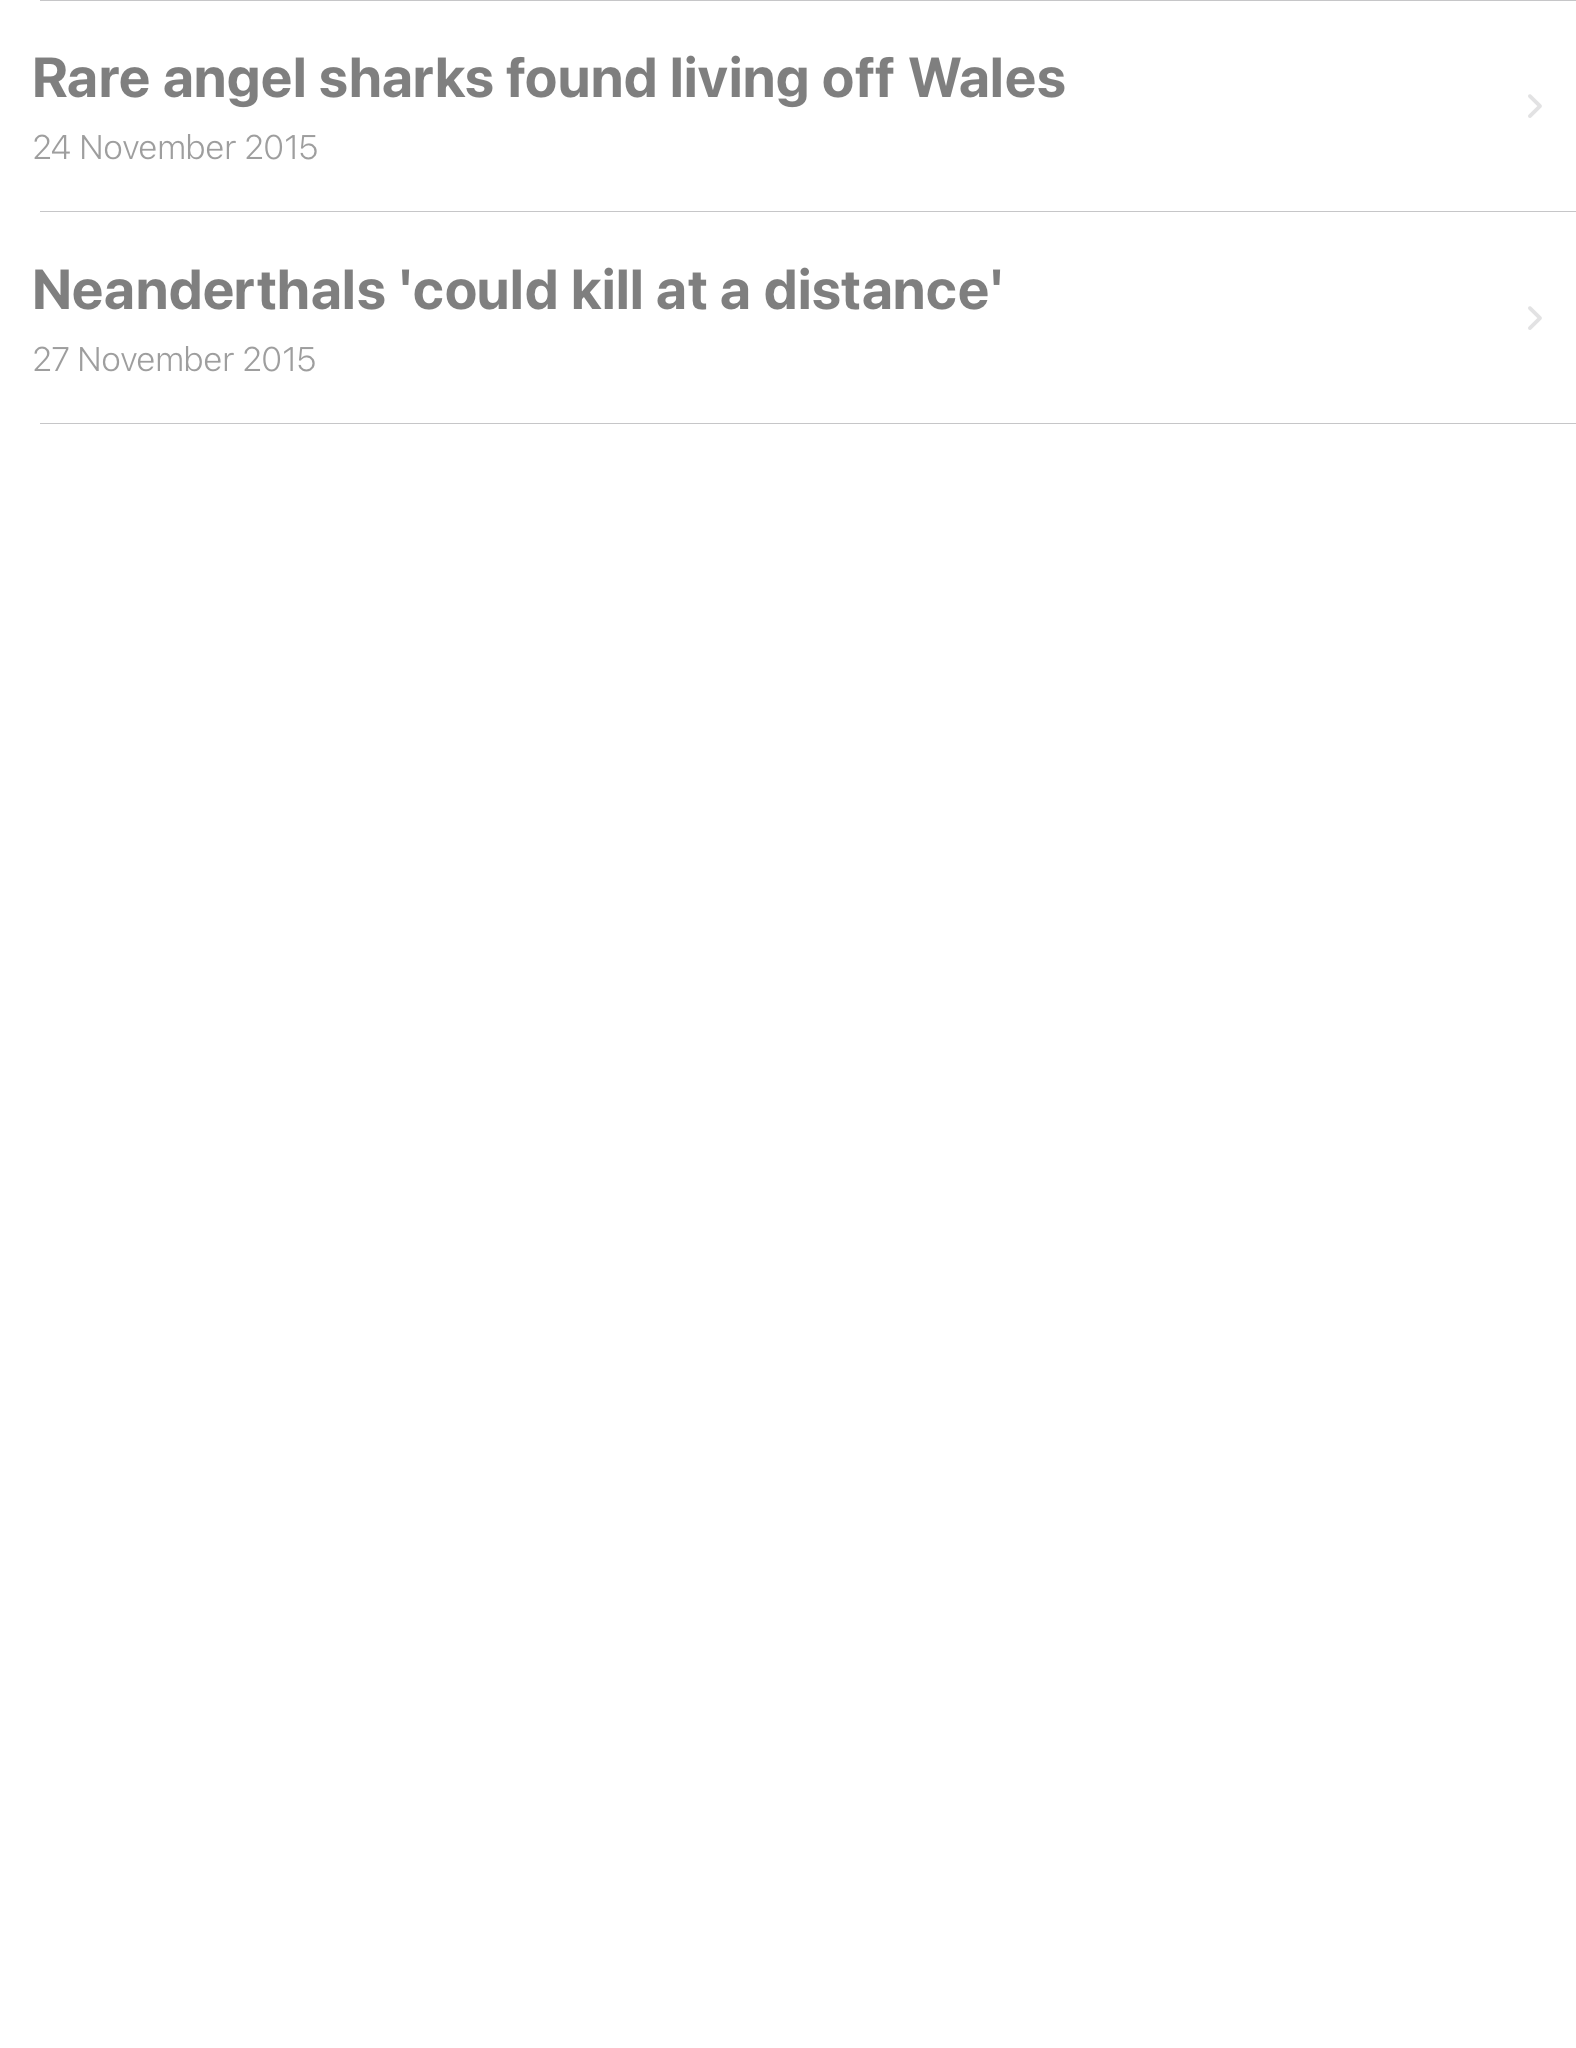 Rare angel sharks found living off Wales
24 November 2015
Neanderthals 'could kill at a distance'
27 November 2015